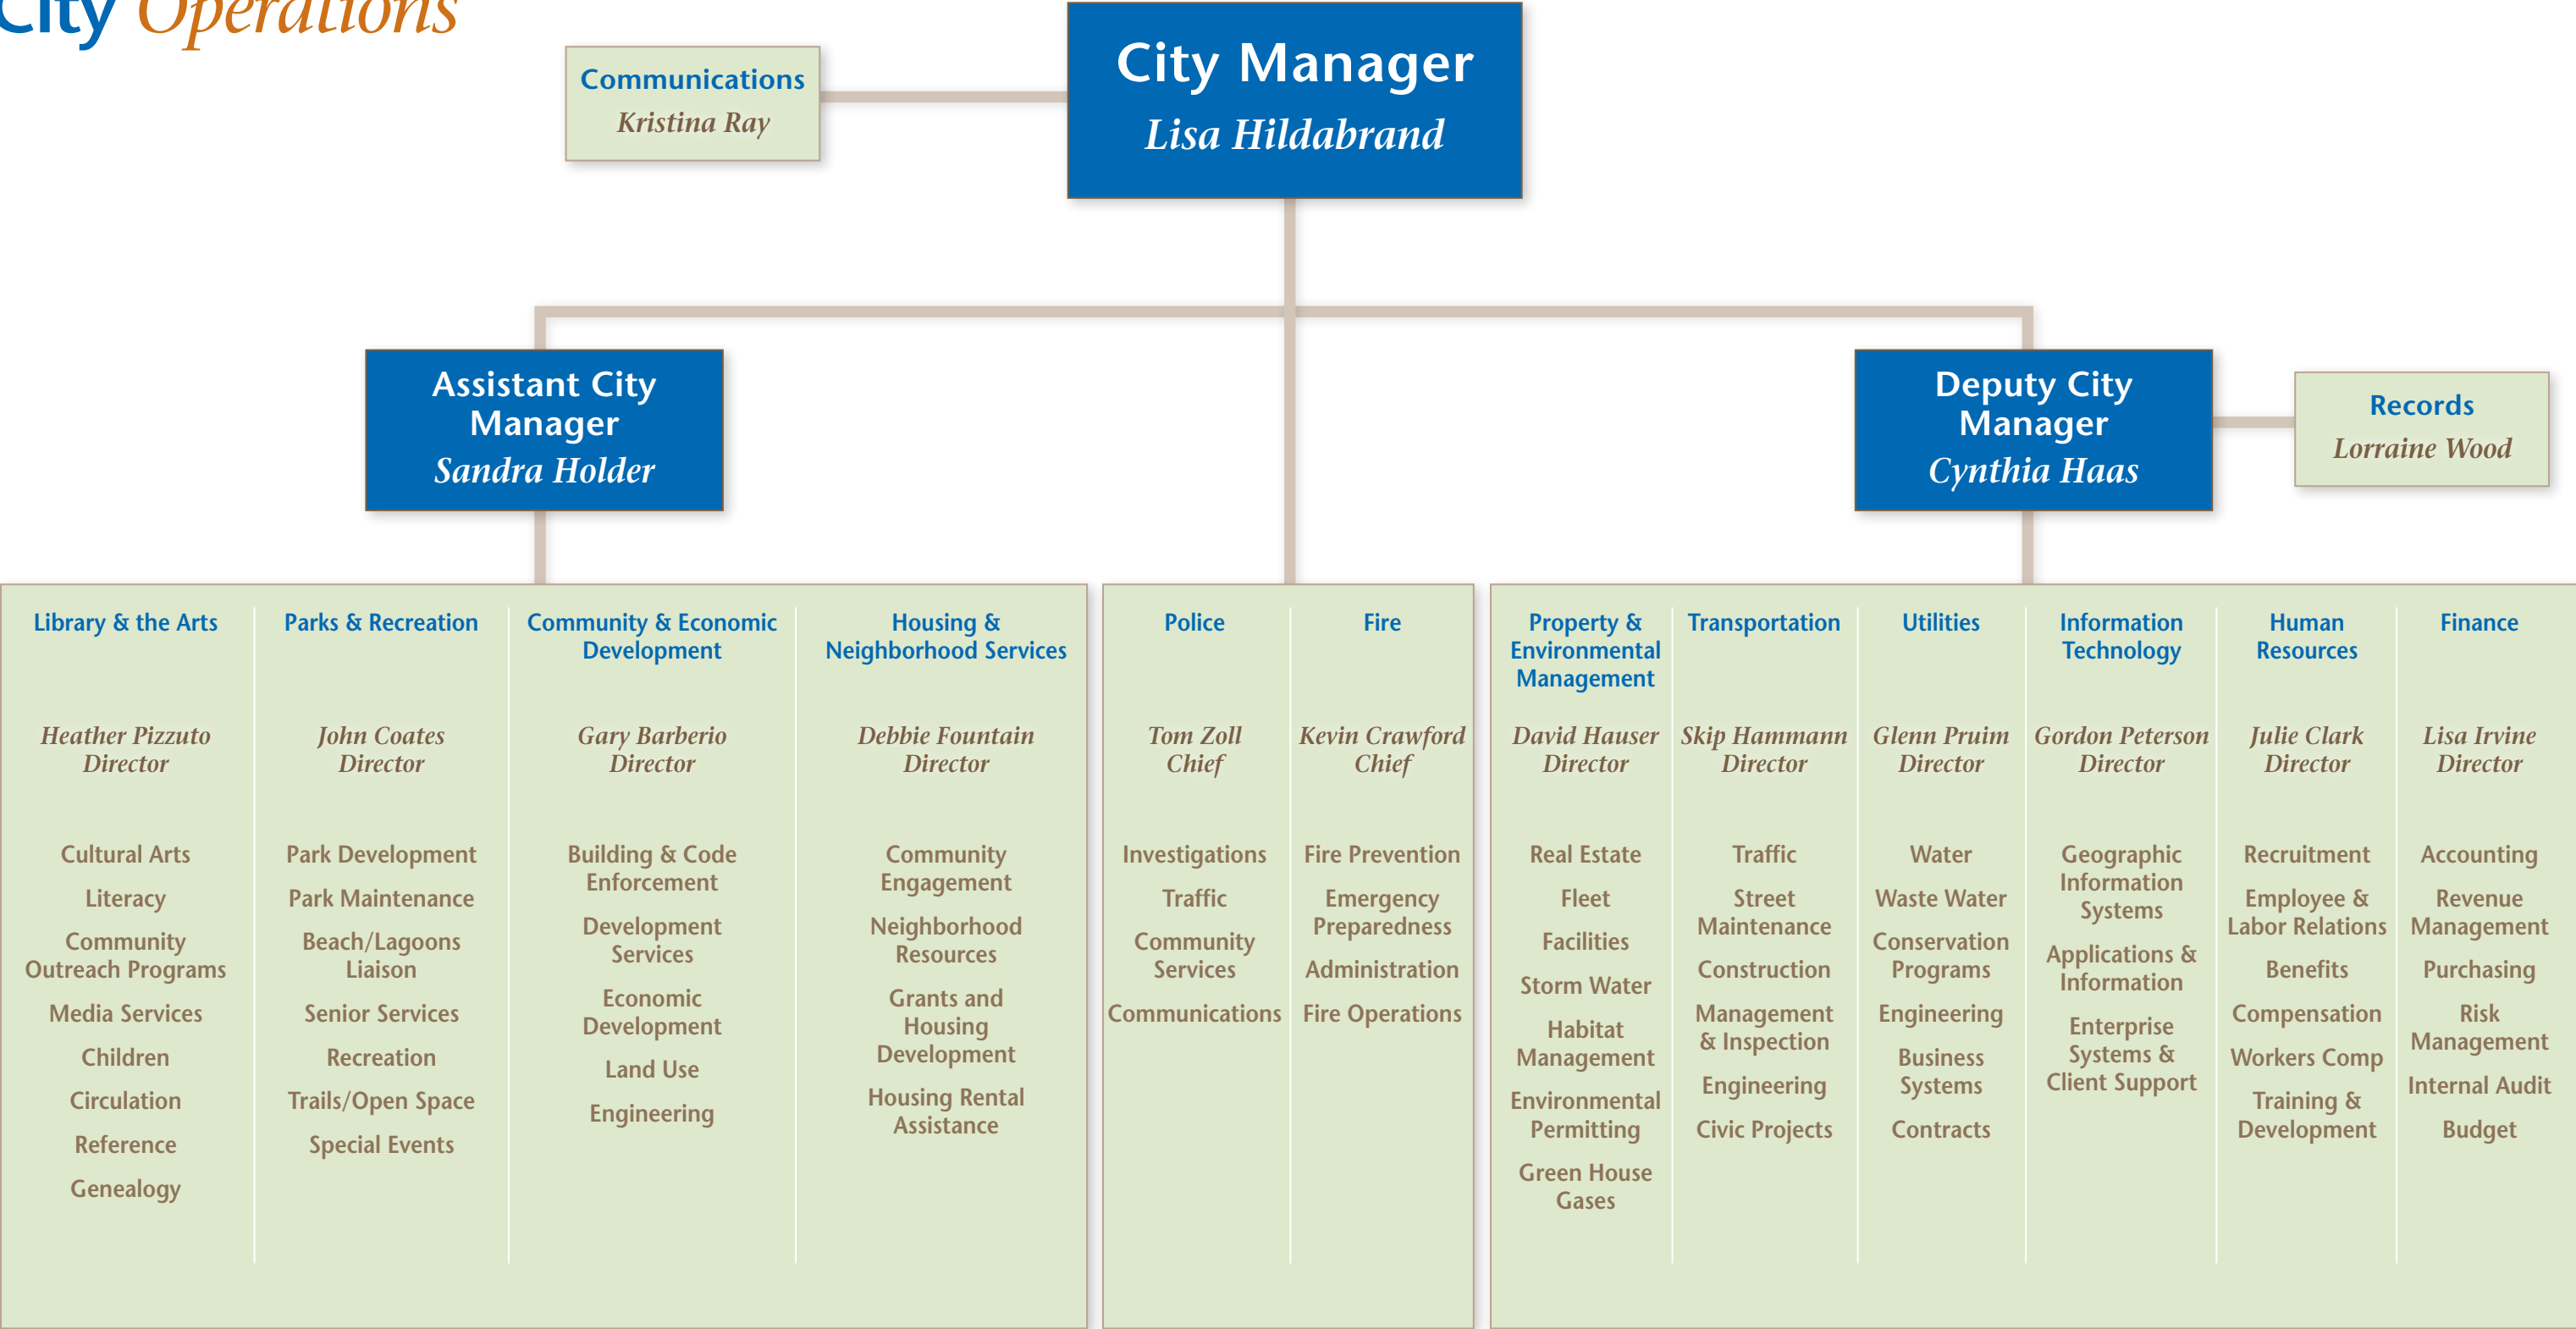 City Operations
Communications
Kristina Ray
City Manager
Lisa Hildabrand
Assistant City
Manager
Sandra Holder
Deputy City
Manager
Cynthia Haas
Records
Lorraine Wood
Library & the Arts
Heather Pizzuto
Director
Cultural Arts
Literacy
Community
Outreach Programs
Media Services
Children
Circulation
Reference
Genealogy
Parks & Recreation
John Coates
Director
Park Development
Park Maintenance
Beach/Lagoons
Liaison
Senior Services
Recreation
Trails/Open Space
Special Events
Community & Economic
Development
Gary Barberio
Director
Building & Code
Enforcement
Development
Services
Economic
Development
Land Use
Engineering
Housing &
Neighborhood Services
Debbie Fountain
Director
Community
Engagement
Neighborhood
Resources
Grants and
Housing
Development
Housing Rental
Assistance
Police
Tom Zoll
Chief
Investigations
Traffic
Community
Services
Communications
Fire
Kevin Crawford
Chief
Fire Prevention
Emergency
Preparedness
Administration
Fire Operations
Property &
Environmental
Management
David Hauser
Director
Real Estate
Fleet
Facilities
Storm Water
Habitat
Management
Environmental
Permitting
Green House
Gases
Transportation
Skip Hammann
Director
Traffic
Street
Maintenance
Construction
Management
& Inspection
Engineering
Civic Projects
Utilities
Glenn Pruim
Director
Water
Waste Water
Conservation
Programs
Engineering
Business
Systems
Contracts
Information
Technology
Gordon Peterson
Director
Geographic
Information
Systems
Applications &
Information
Enterprise
Systems &
Client Support
Human
Resources
Julie Clark
Director
Recruitment
Employee &
Labor Relations
Benefits
Compensation
Workers Comp
Training &
Development
Finance
Lisa Irvine
Director
Accounting
Revenue
Management
Purchasing
Risk
Management
Internal Audit
Budget